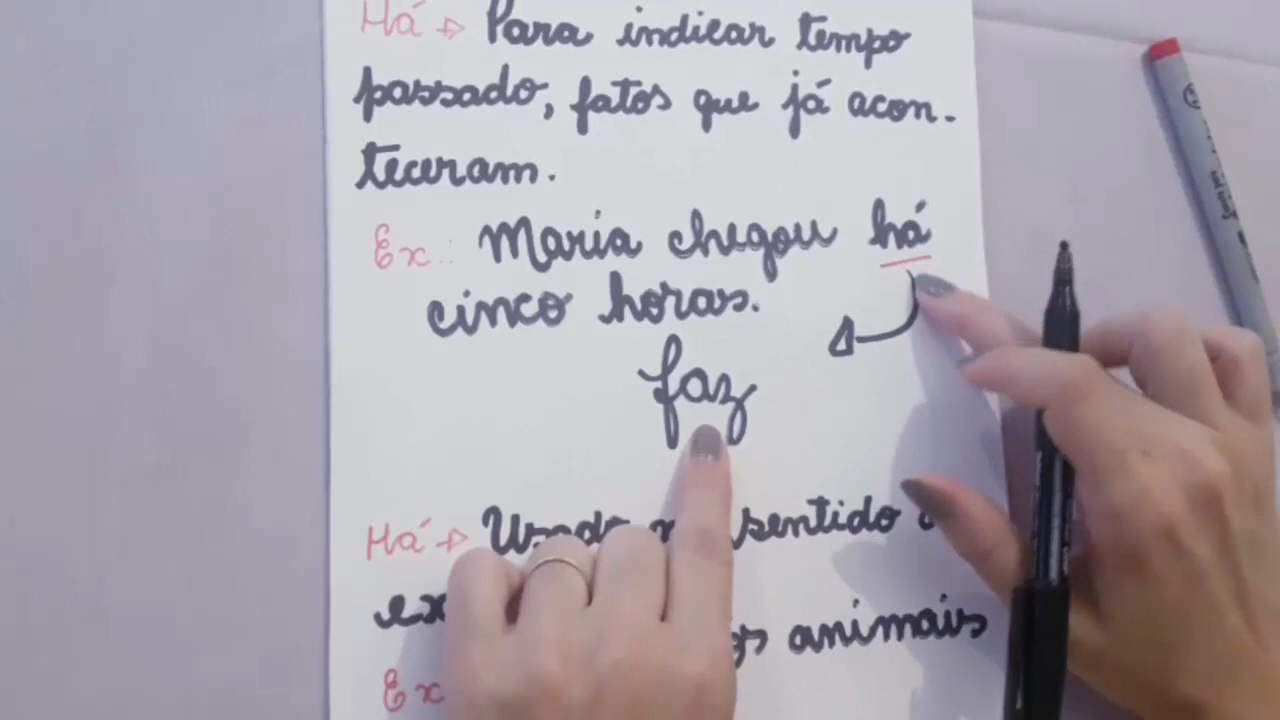 Há → Para indicar tempo
passado, fatos que já acon-
teceram.
Ex.: Maria chegou há
cinco horas.
faz
Há → sentido
animais
Ex